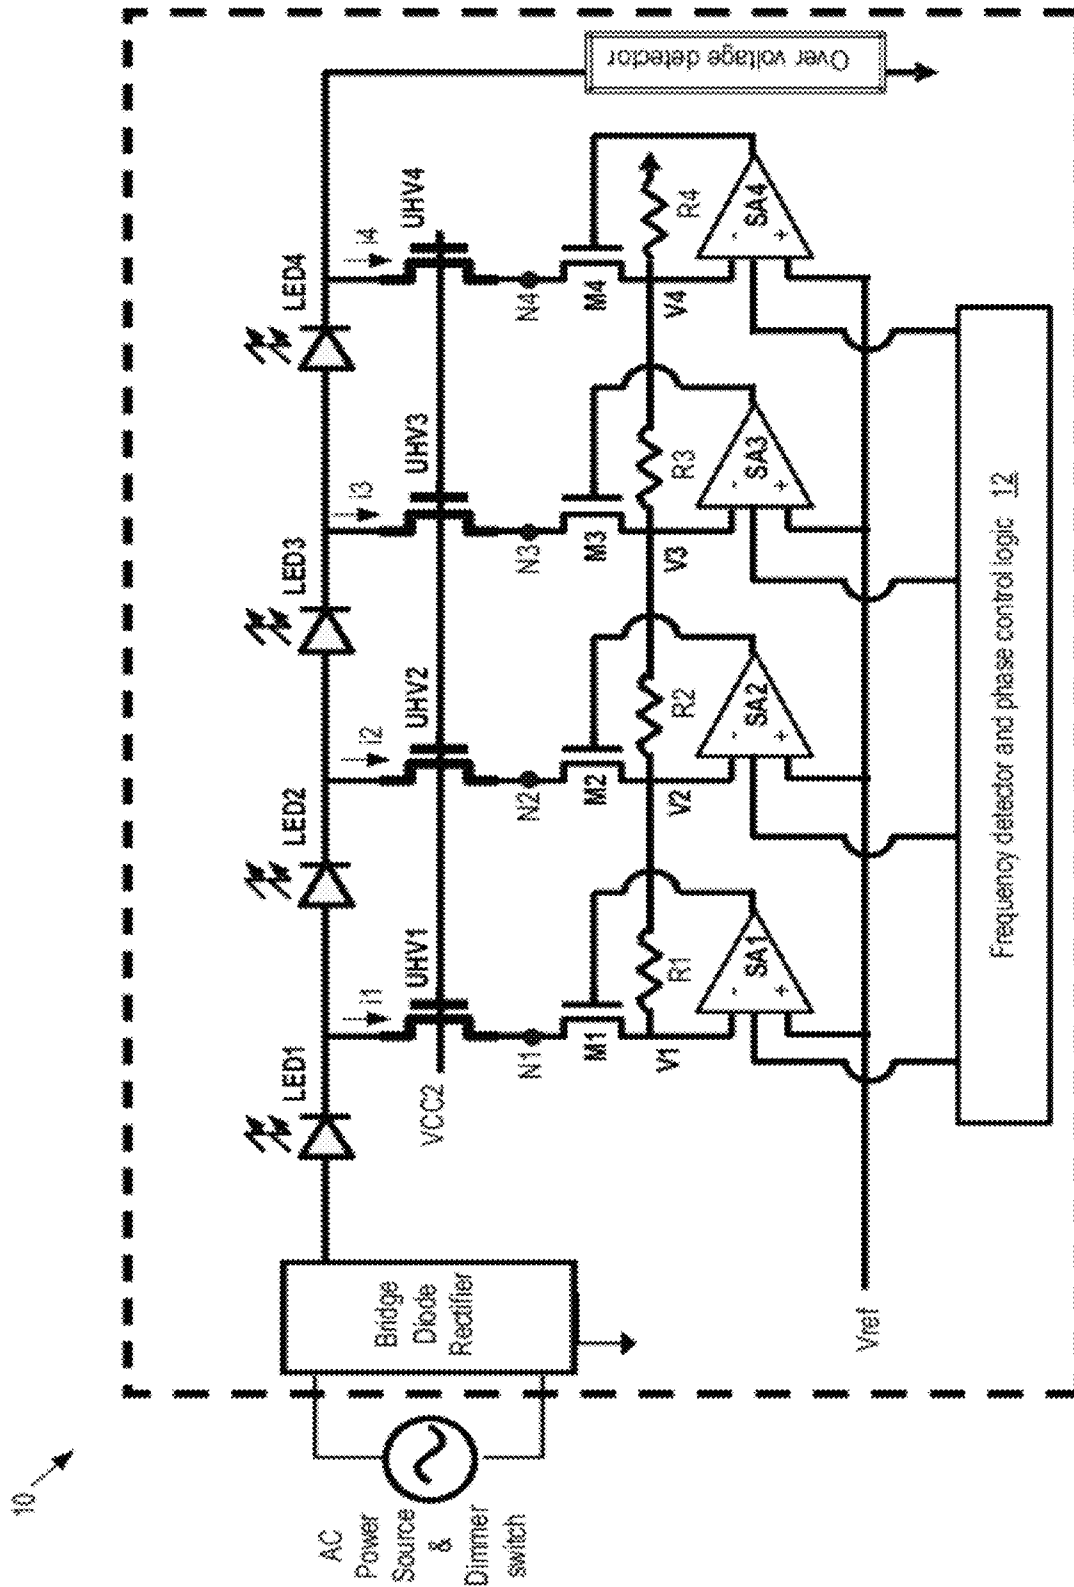 10
AC
Power
Source
&
Dimmer
switch
Bridge
Diode
Rectifier
LED1
LED2
LED3
LED4
Over voltage detector
i1
i2
i3
i4
VCC2
UHV1
UHV2
UHV3
UHV4
N1
N2
N3
N4
M1
M2
M3
M4
V1
R1
V2
R2
V3
R3
V4
R4
SA1
-
+
SA2
-
+
SA3
-
+
SA4
-
+
Vref
Frequency detector and phase control logic 12